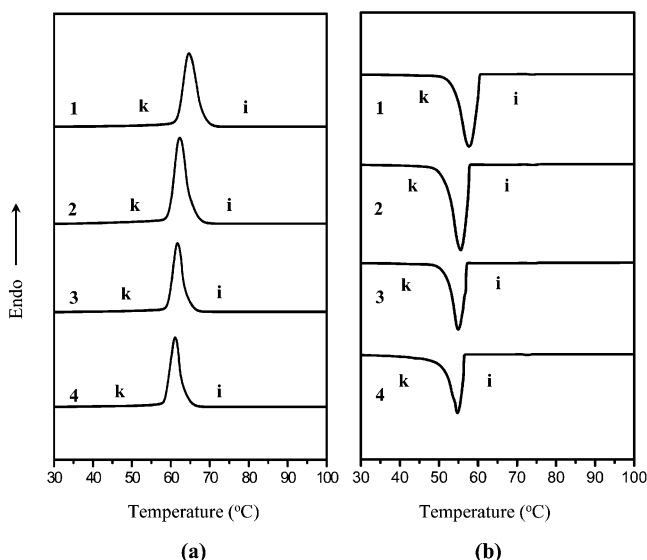 1 k i
2 k i
3 k i
4 k i
Endo
30 40 50 60 70 80 90 100
Temperature (°C)
(a)
k i
1
k i
2
k i
3
k i
4
30 40 50 60 70 80 90 100
Temperature (°C)
(b)